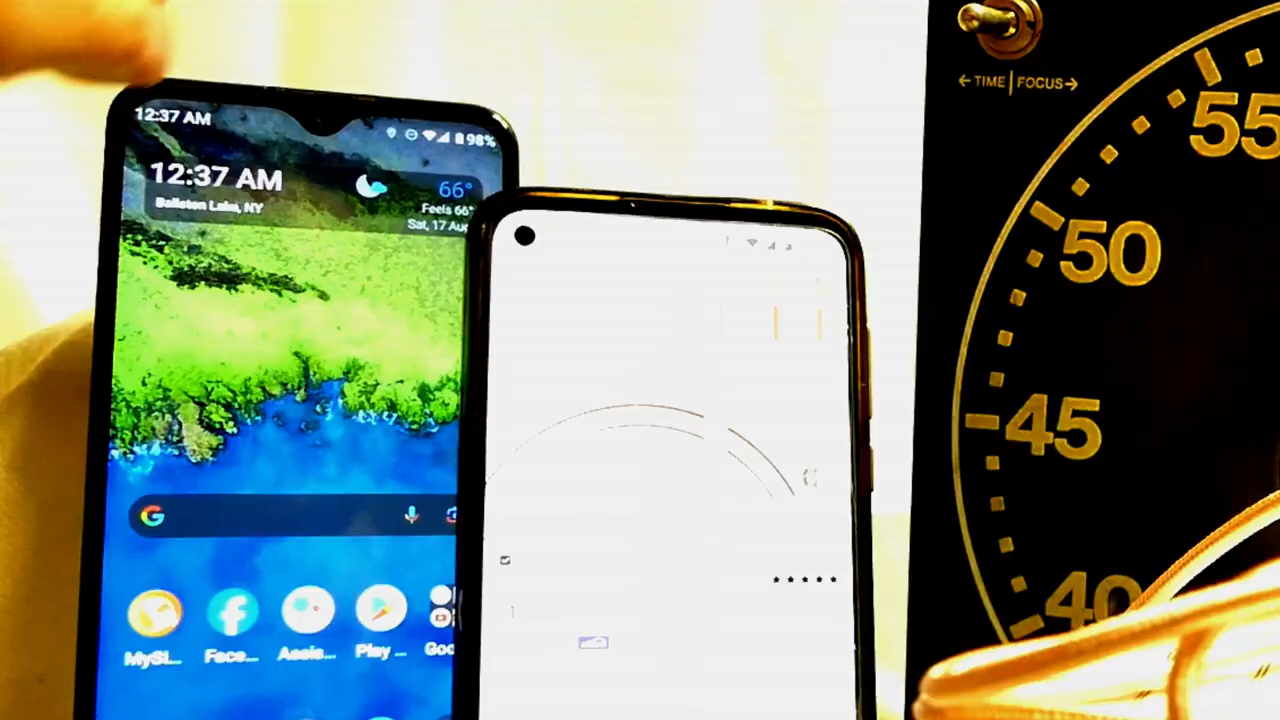 12:37 AM
98%
12:37 AM
66°
Ballston Lake, NY
Feels 66°
Sat, 17 Aug
G
MySi...
Face...
Assis...
Play ...
Goo
★★★★★
← TIME | FOCUS →
55
50
45
40